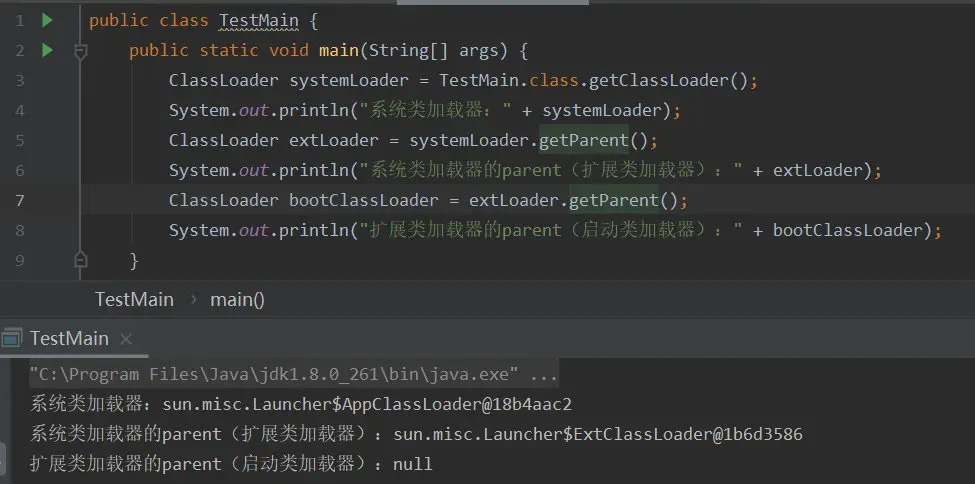 1 public class TestMain {
2 public static void main(String[] args) {
3 ClassLoader systemLoader = TestMain.class.getClassLoader();
4 System.out.println("系统类加载器：" + systemLoader);
5 ClassLoader extLoader = systemLoader.getParent();
6 System.out.println("系统类加载器的parent（扩展类加载器）：" + extLoader);
7 ClassLoader bootClassLoader = extLoader.getParent();
8 System.out.println("扩展类加载器的parent（启动类加载器）：" + bootClassLoader);
9 }
TestMain › main()
TestMain ×
"C:\Program Files\Java\jdk1.8.0_261\bin\java.exe" ...
系统类加载器：sun.misc.Launcher$AppClassLoader@18b4aac2
系统类加载器的parent（扩展类加载器）：sun.misc.Launcher$ExtClassLoader@1b6d3586
扩展类加载器的parent（启动类加载器）：null